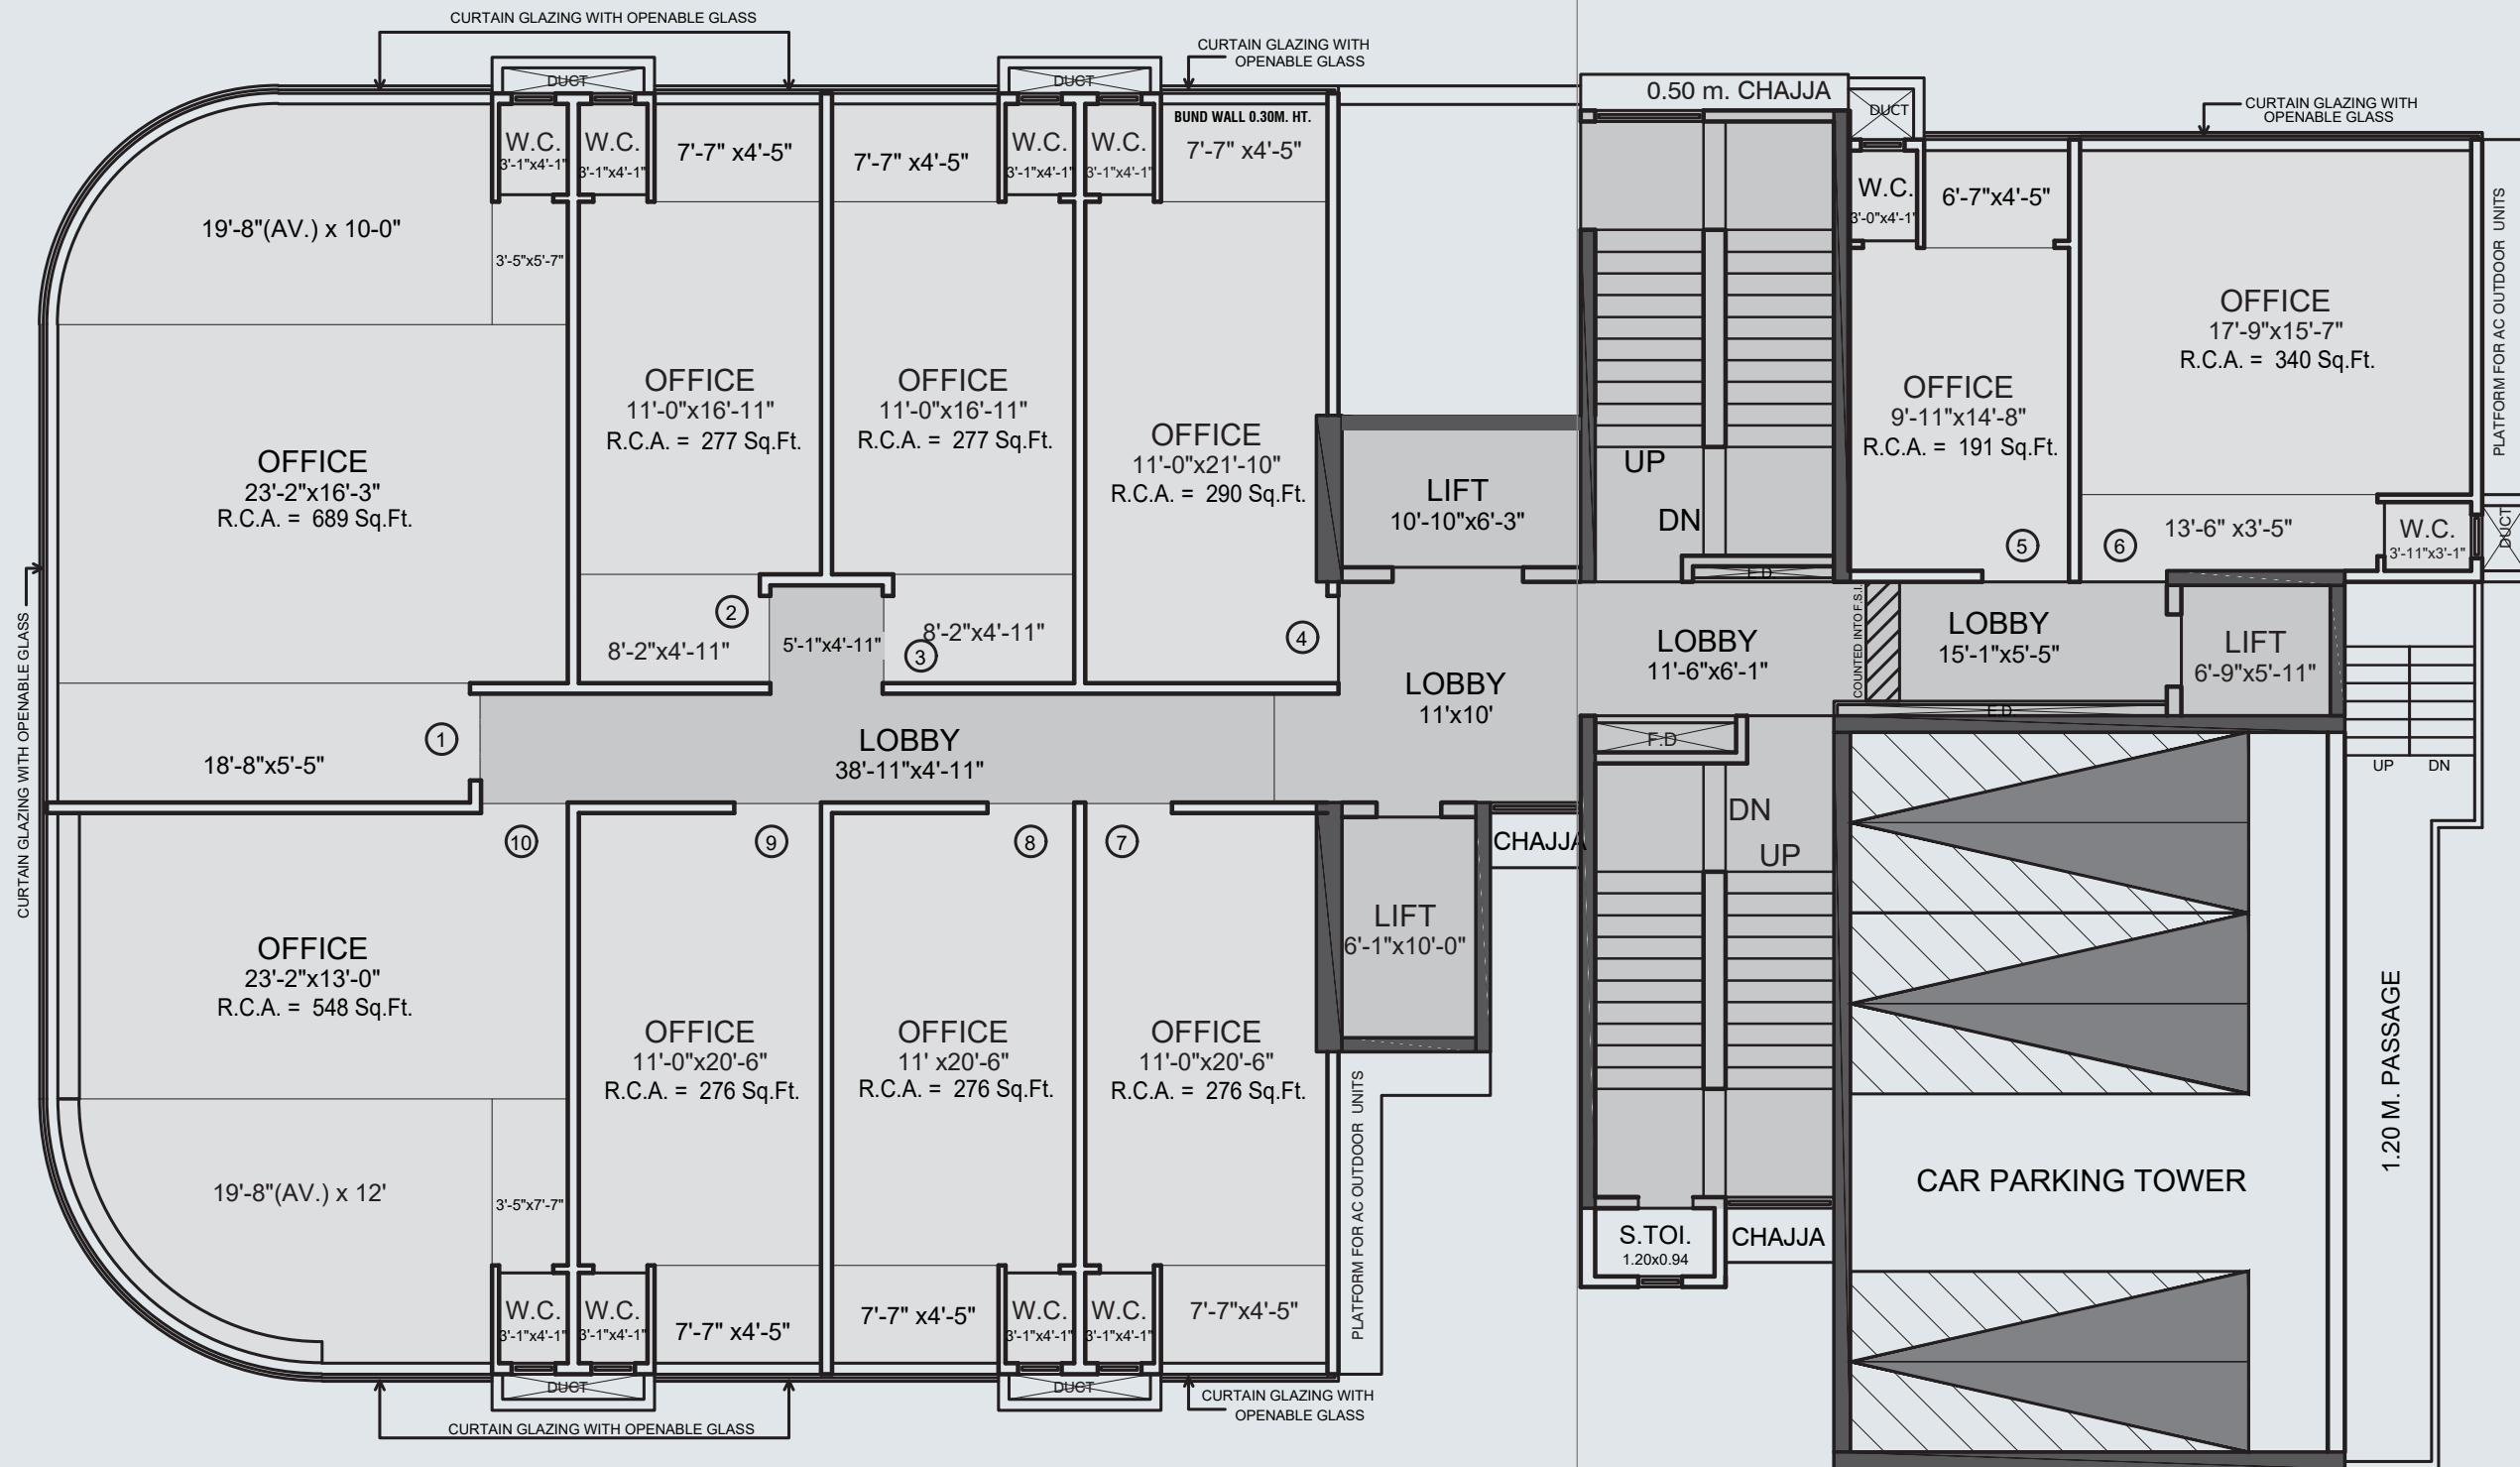 CURTAIN GLAZING WITH OPENABLE GLASS
CURTAIN GLAZING WITH
OPENABLE GLASS
0.50 m. CHAJJA
CURTAIN GLAZING WITH
OPENABLE GLASS
DUCT
DUCT
DUCT
BUND WALL 0.30M. HT.
W.C.
3'-1"x4'-1"
W.C.
3'-1"x4'-1"
7'-7" x4'-5"
7'-7" x4'-5"
W.C.
3'-1"x4'-1"
W.C.
3'-1"x4'-1"
7'-7" x4'-5"
W.C.
3'-0"x4'-1"
6'-7"x4'-5"
19'-8"(AV.) x 10-0"
3'-5"x5'-7"
OFFICE
23'-2"x16'-3"
R.C.A. = 689 Sq.Ft.
OFFICE
11'-0"x16'-11"
R.C.A. = 277 Sq.Ft.
OFFICE
11'-0"x16'-11"
R.C.A. = 277 Sq.Ft.
OFFICE
11'-0"x21'-10"
R.C.A. = 290 Sq.Ft.
LIFT
10'-10"x6'-3"
UP
DN
OFFICE
9'-11"x14'-8"
R.C.A. = 191 Sq.Ft.
OFFICE
17'-9"x15'-7"
R.C.A. = 340 Sq.Ft.
PLATFORM FOR AC OUTDOOR UNITS
5
6
13'-6" x3'-5"
W.C.
3'-11"x3'-1"
DUCT
E.D
2
8'-2"x4'-11"
5'-1"x4'-11"
3
8'-2"x4'-11"
4
LOBBY
11'x10'
LOBBY
11'-6"x6'-1"
COUNTED INTO F.S.I.
LOBBY
15'-1"x5'-5"
LIFT
6'-9"x5'-11"
E.D
F.D
UP
DN
CURTAIN GLAZING WITH OPENABLE GLASS
1
18'-8"x5'-5"
LOBBY
38'-11"x4'-11"
10
9
8
7
CHAJJA
DN
UP
OFFICE
23'-2"x13'-0"
R.C.A. = 548 Sq.Ft.
OFFICE
11'-0"x20'-6"
R.C.A. = 276 Sq.Ft.
OFFICE
11' x20'-6"
R.C.A. = 276 Sq.Ft.
OFFICE
11'-0"x20'-6"
R.C.A. = 276 Sq.Ft.
LIFT
6'-1"x10'-0"
PLATFORM FOR AC OUTDOOR UNITS
1.20 M. PASSAGE
CAR PARKING TOWER
19'-8"(AV.) x 12'
3'-5"x7'-7"
S.TOI.
1.20x0.94
CHAJJA
W.C.
3'-1"x4'-1"
W.C.
3'-1"x4'-1"
7'-7" x4'-5"
7'-7" x4'-5"
W.C.
3'-1"x4'-1"
W.C.
3'-1"x4'-1"
7'-7"x4'-5"
DUCT
DUCT
CURTAIN GLAZING WITH OPENABLE GLASS
CURTAIN GLAZING WITH
OPENABLE GLASS